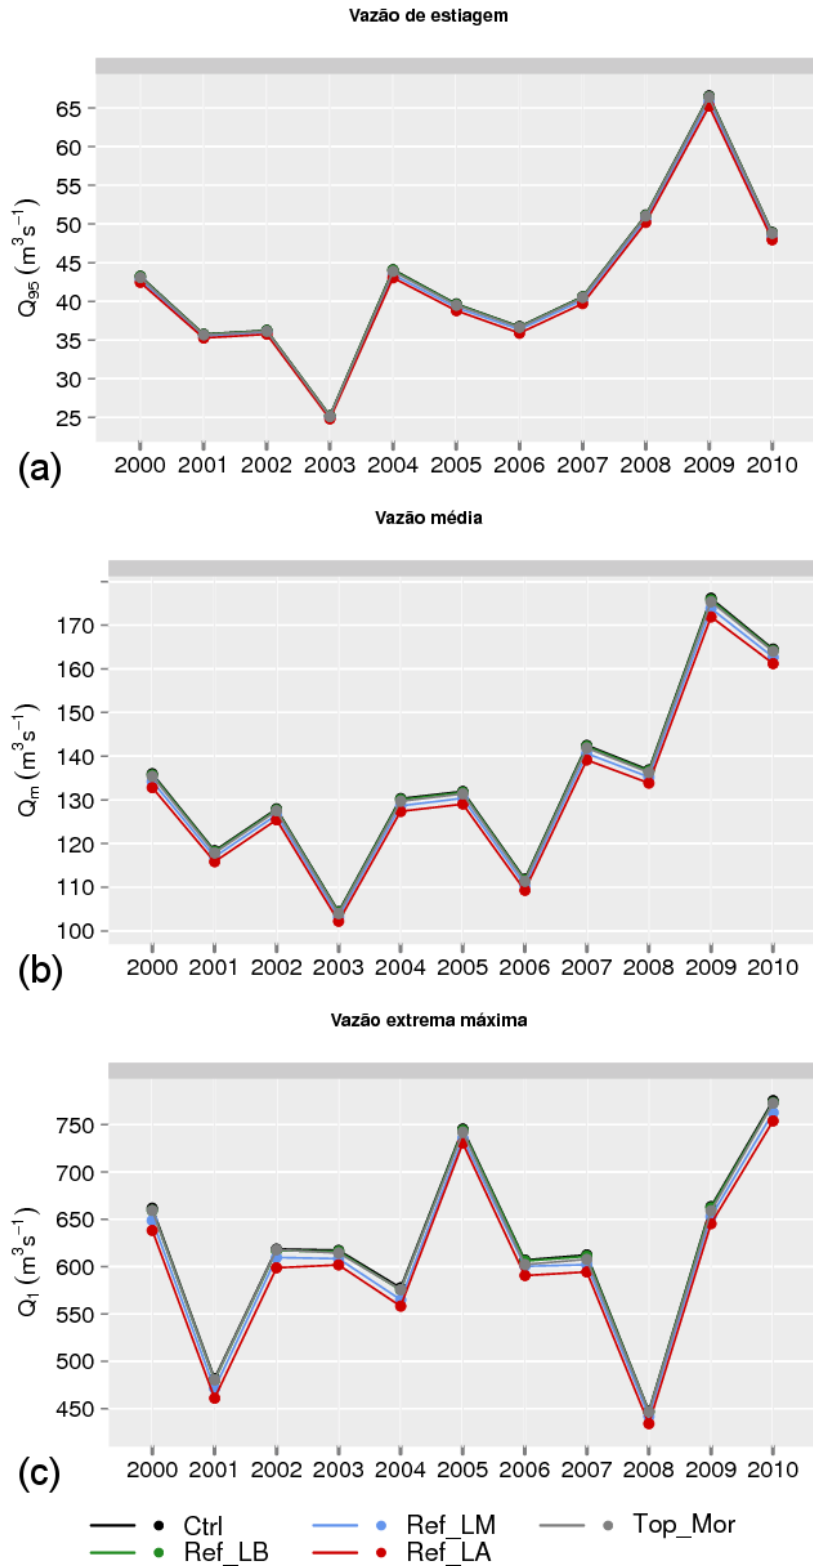 Vazão de estiagem
65
60
55
50
45
40
35
30
25
Q95 (m³s⁻¹)
(a)
2000 2001 2002 2003 2004 2005 2006 2007 2008 2009 2010
Vazão média
170
160
150
140
130
120
110
100
Qm (m³s⁻¹)
(b)
2000 2001 2002 2003 2004 2005 2006 2007 2008 2009 2010
Vazão extrema máxima
750
700
650
600
550
500
450
Q1 (m³s⁻¹)
(c)
2000 2001 2002 2003 2004 2005 2006 2007 2008 2009 2010
Ctrl Ref_LM Top_Mor
Ref_LB Ref_LA